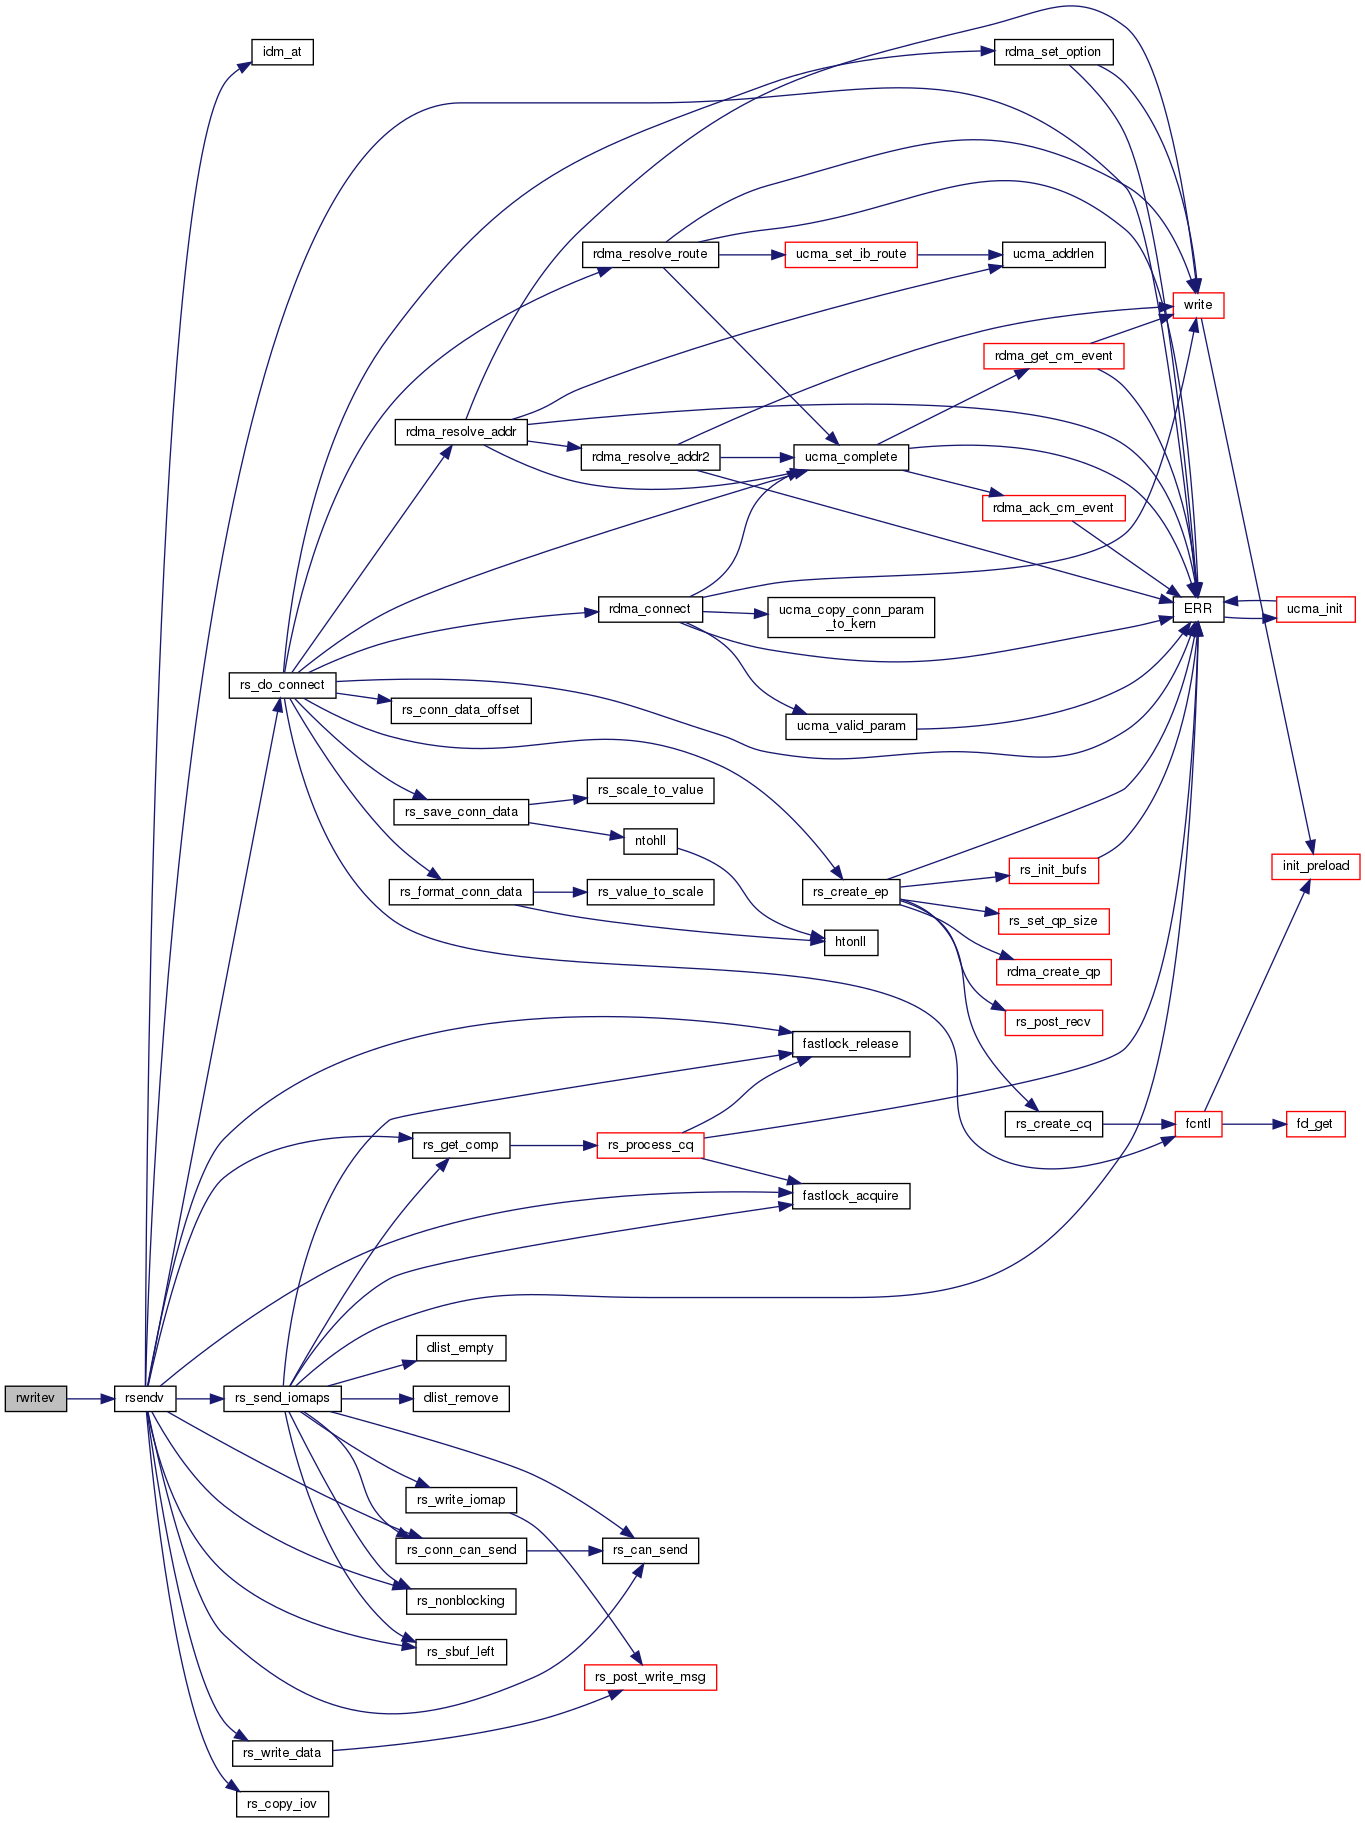 idm_at
rdma_set_option
rdma_resolve_route
ucma_set_ib_route
ucma_addrlen
write
rdma_get_cm_event
rdma_resolve_addr
rdma_resolve_addr2
ucma_complete
rdma_ack_cm_event
rdma_connect
ucma_copy_conn_param
_to_kern
ERR
ucma_init
rs_do_connect
rs_conn_data_offset
ucma_valid_param
rs_scale_to_value
rs_save_conn_data
ntohll
rs_format_conn_data
rs_value_to_scale
rs_create_ep
rs_init_bufs
init_preload
rs_set_qp_size
htonll
rdma_create_qp
rs_post_recv
fastlock_release
rs_create_cq
fcntl
fd_get
rs_get_comp
rs_process_cq
fastlock_acquire
dlist_empty
rwritev
rsendv
rs_send_iomaps
dlist_remove
rs_write_iomap
rs_conn_can_send
rs_can_send
rs_nonblocking
rs_sbuf_left
rs_post_write_msg
rs_write_data
rs_copy_iov